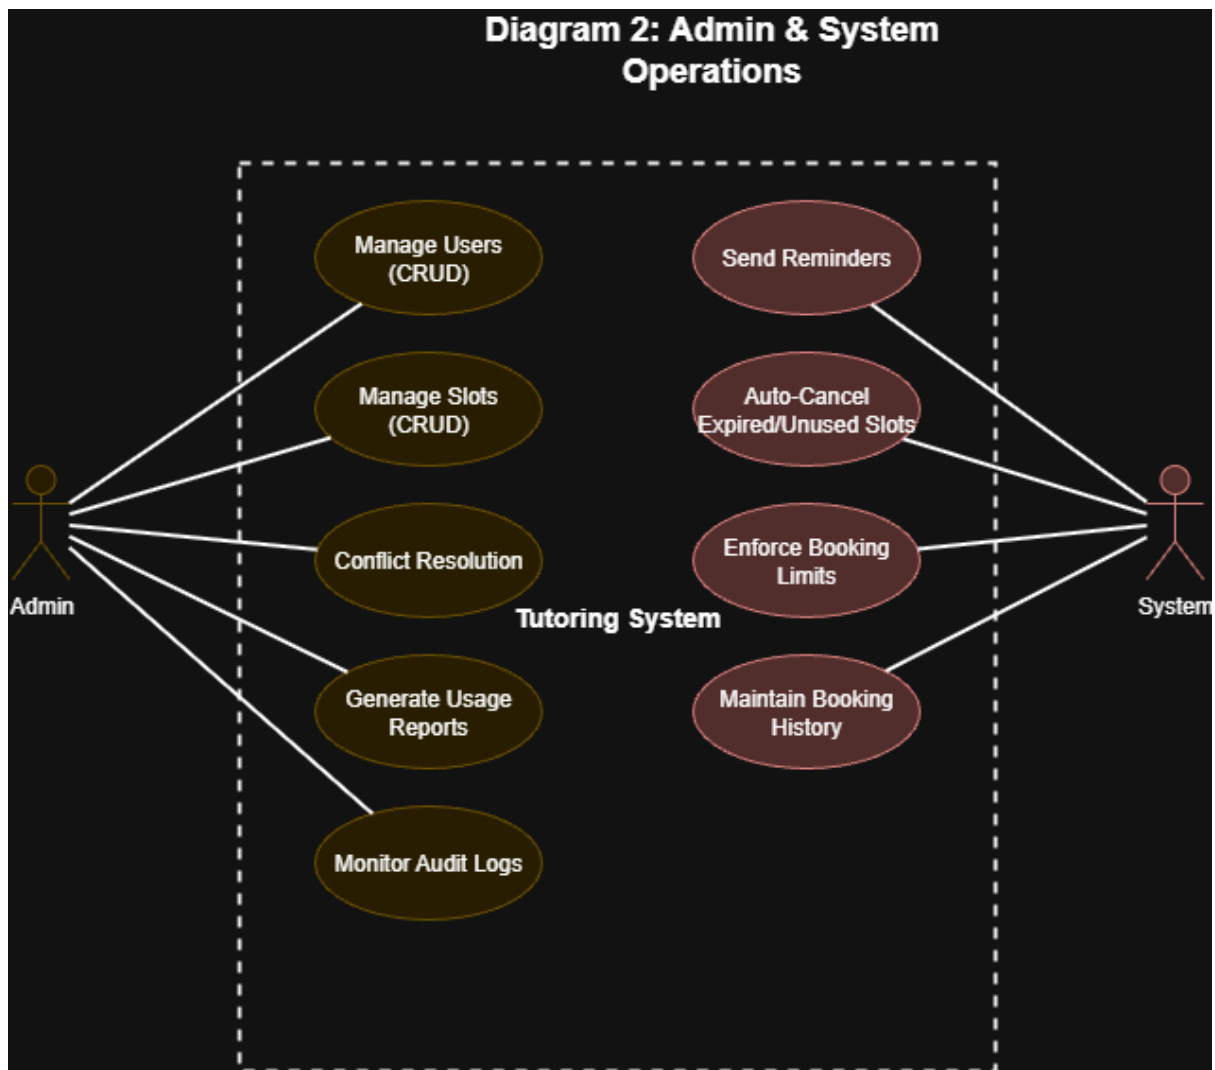 Diagram 2: Admin & System
Operations
Manage Users
(CRUD)
Send Reminders
Manage Slots
(CRUD)
Auto-Cancel
Expired/Unused Slots
Conflict Resolution
Enforce Booking
Limits
Admin
System
Tutoring System
Generate Usage
Reports
Maintain Booking
History
Monitor Audit Logs